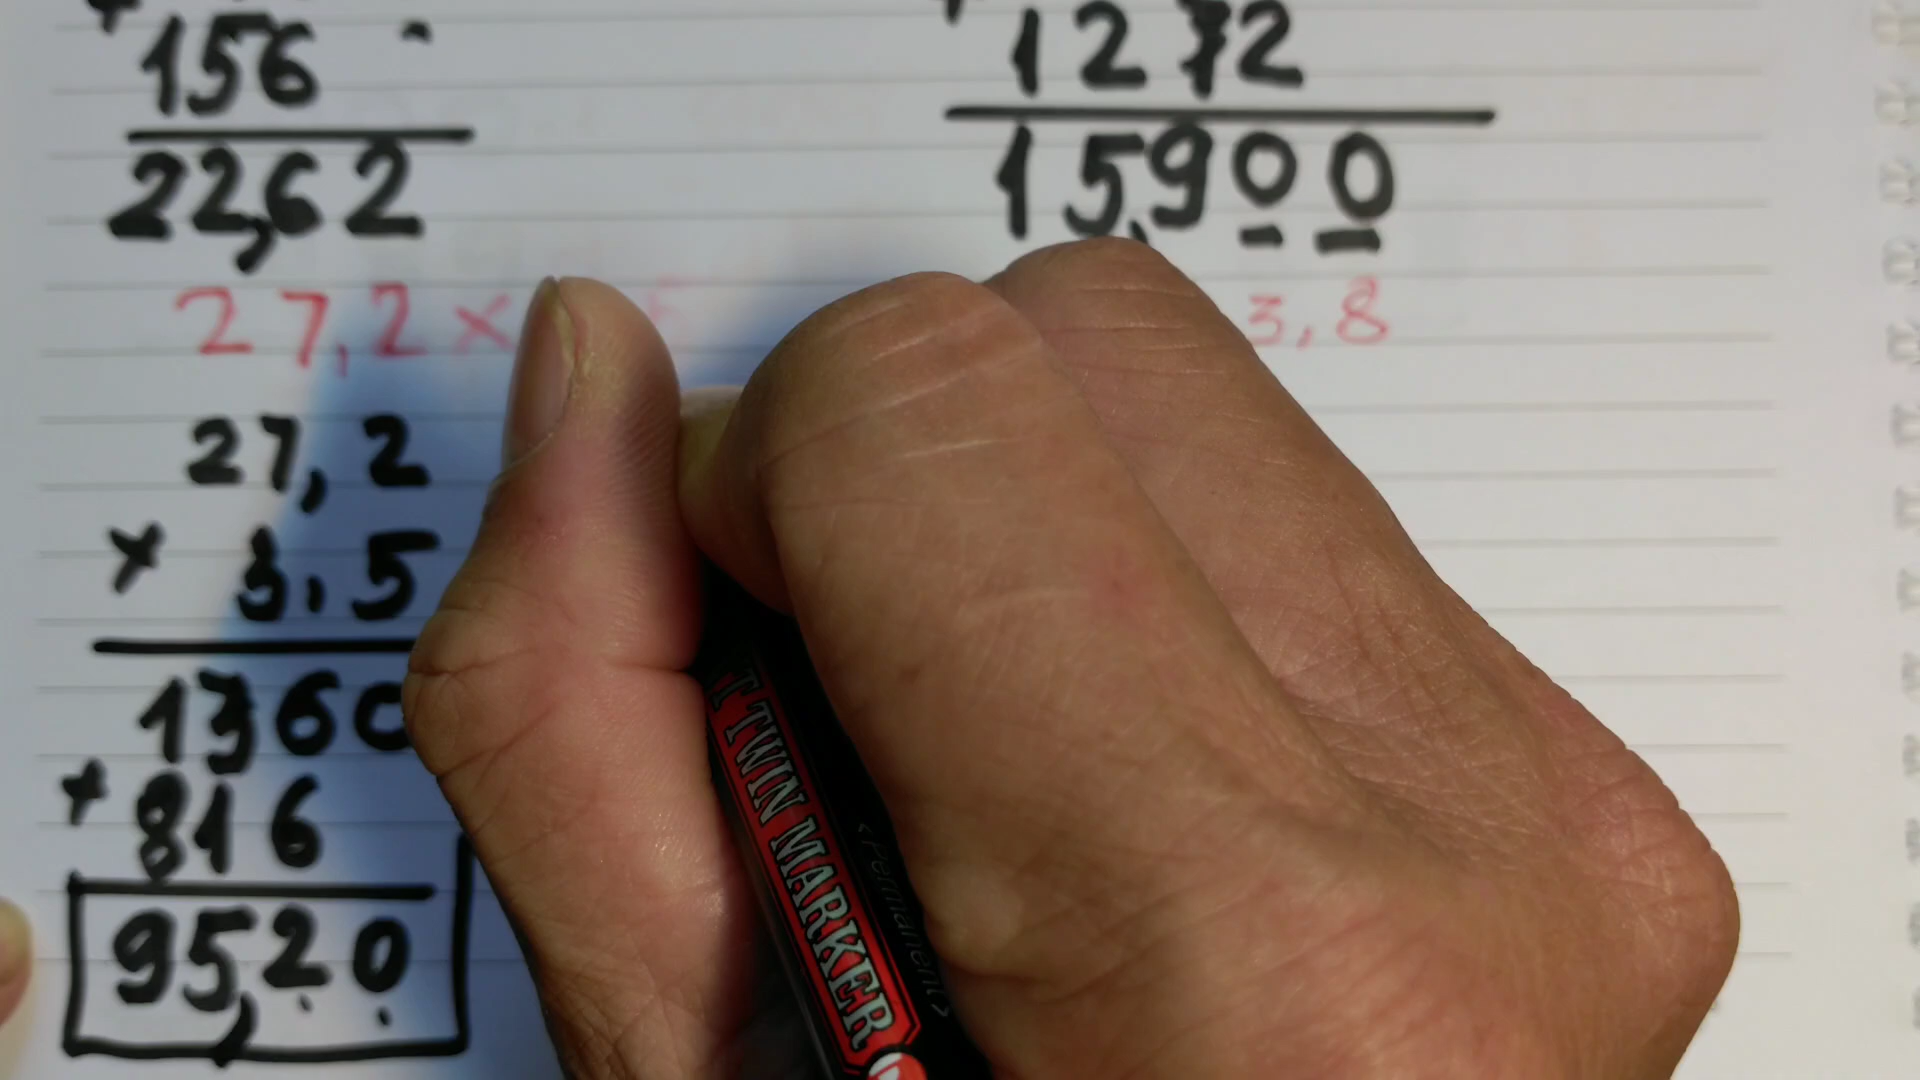 + 156
22,62
+ 1272
15,900
27,2 x 5
3,8
27,2
x 3,5
1360
+ 816
95,20
T TWIN MARKER
<Permanent>